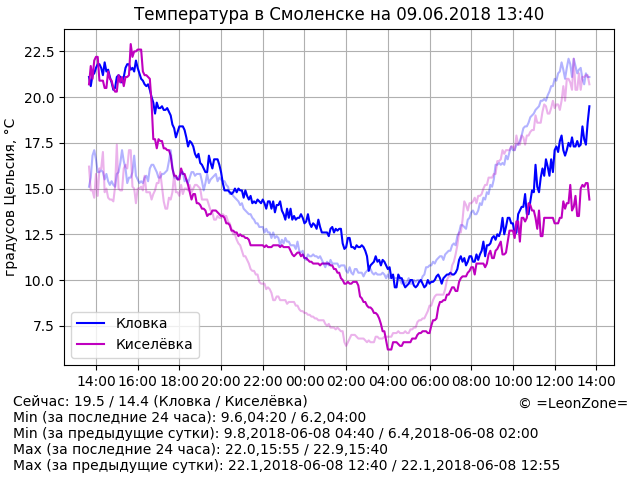 Температура в Смоленске на 09.06.2018 13:40
градусов Цельсия, °C
22.5
20.0
17.5
15.0
12.5
10.0
7.5
Кловка
Киселёвка
14:00 16:00 18:00 20:00 22:00 00:00 02:00 04:00 06:00 08:00 10:00 12:00 14:00
Сейчас: 19.5 / 14.4 (Кловка / Киселёвка)
© =LeonZone=
Min (за последние 24 часа): 9.6,04:20 / 6.2,04:00
Min (за предыдущие сутки): 9.8,2018-06-08 04:40 / 6.4,2018-06-08 02:00
Max (за последние 24 часа): 22.0,15:55 / 22.9,15:40
Max (за предыдущие сутки): 22.1,2018-06-08 12:40 / 22.1,2018-06-08 12:55